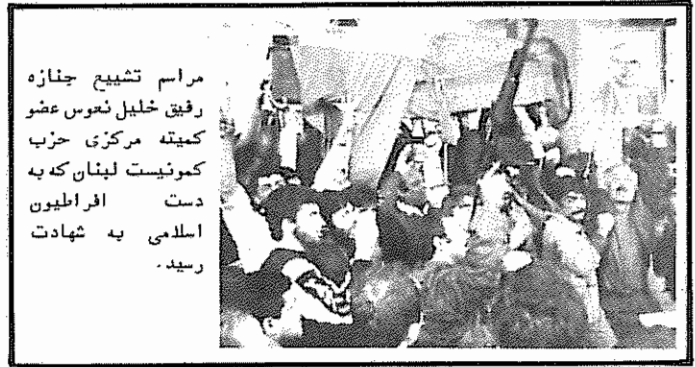 مراسم تشییع جنازه
رفیق خلیل نعوس عضو
کمیته مرکزی حزب
کمونیست لبنان که به
دست افراطیون
اسلامی به شهادت
رسید.